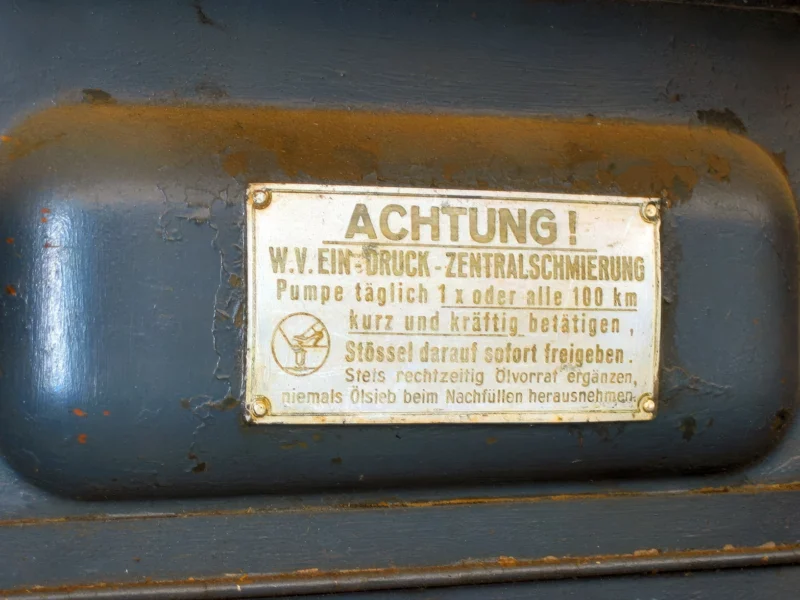 ACHTUNG!
W.V. EIN-DRUCK-ZENTRALSCHMIERUNG
Pumpe täglich 1 x oder alle 100 km
kurz und kräftig betätigen,
Stössel darauf sofort freigeben.
Stets rechtzeitig Ölvorrat ergänzen,
niemals Ölsieb beim Nachfüllen herausnehmen.